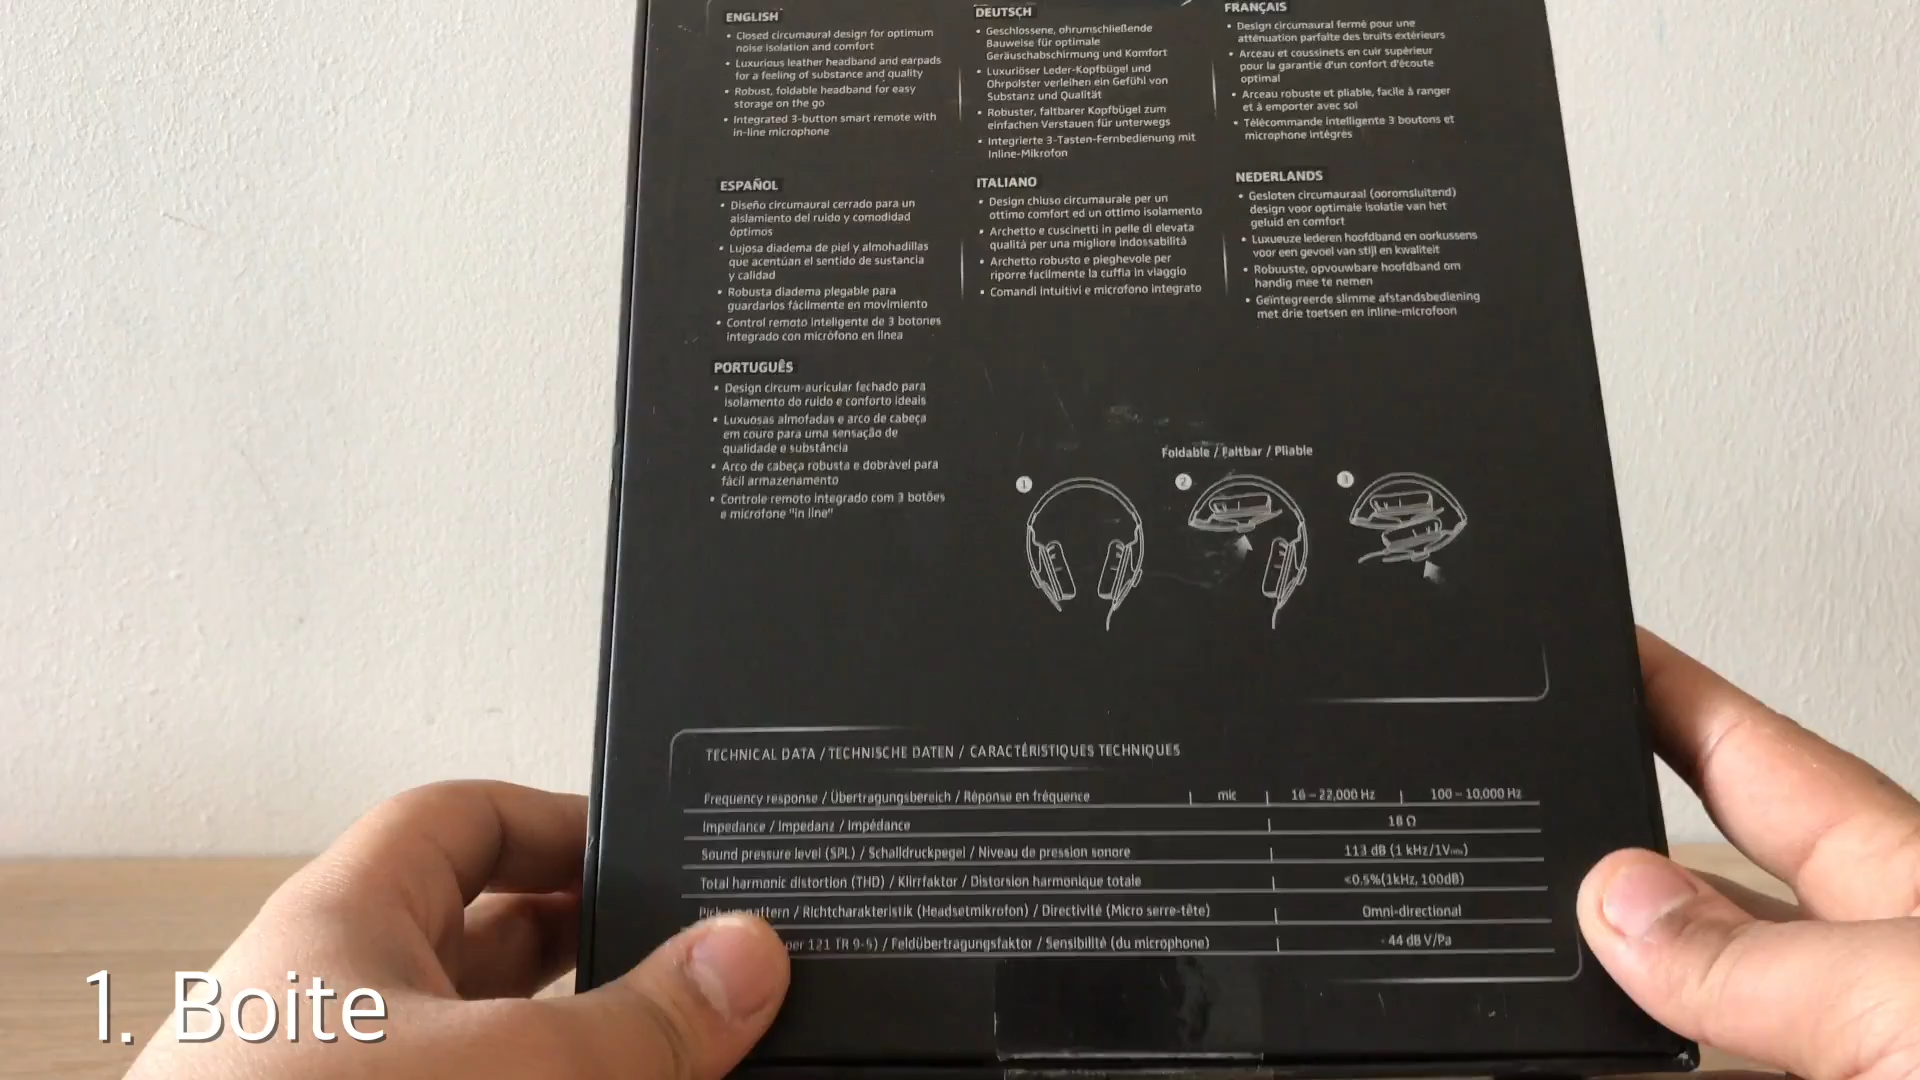 ENGLISH
• Closed circumaural design for optimum
noise isolation and comfort
• Luxurious leather headband and earpads
for a feeling of substance and quality
• Robust, foldable headband for easy
storage on the go
• Integrated 3-button smart remote with
in-line microphone
DEUTSCH
• Geschlossene, ohrumschließende
Bauweise für optimale
Geräuschabschirmung und Komfort
• Luxuriöser Leder-Kopfbügel und
Ohrpolster verleihen ein Gefühl von
Substanz und Qualität
• Robuster, faltbarer Kopfbügel zum
einfachen Verstauen für unterwegs
• Integrierte 3-Tasten-Fernbedienung mit
Inline-Mikrofon
FRANÇAIS
• Design circumaural fermé pour une
atténuation parfaite des bruits extérieurs
• Arceau et coussinets en cuir supérieur
pour la garantie d'un confort d'écoute
optimal
• Arceau robuste et pliable, facile à ranger
et à emporter avec soi
• Télécommande intelligente 3 boutons et
microphone intégrés
ESPAÑOL
• Diseño circumaural cerrado para un
aislamiento del ruido y comodidad
óptimos
• Lujosa diadema de piel y almohadillas
que acentúan el sentido de sustancia
y calidad
• Robusta diadema plegable para
guardarlos fácilmente en movimiento
• Control remoto inteligente de 3 botones
integrado con micrófono en línea
ITALIANO
• Design chiuso circumaurale per un
ottimo comfort ed un ottimo isolamento
• Archetto e cuscinetti in pelle di elevata
qualità per una migliore indossabilità
• Archetto robusto e pieghevole per
riporre facilmente la cuffia in viaggio
• Comandi intuitivi e microfono integrato
NEDERLANDS
• Gesloten circumauraal (ooromsluitend)
design voor optimale isolatie van het
geluid en comfort
• Luxueuze lederen hoofdband en oorkussens
voor een gevoel van stijl en kwaliteit
• Robuuste, opvouwbare hoofdband om
handig mee te nemen
• Geïntegreerde slimme afstandsbediening
met drie toetsen en inline-microfoon
PORTUGUÊS
• Design circum-auricular fechado para
isolamento do ruído e conforto ideais
• Luxuosas almofadas e arco de cabeça
em couro para uma sensação de
qualidade e substância
• Arco de cabeça robusta e dobrável para
fácil armazenamento
• Controle remoto integrado com 3 botões
e microfone "in line"
Foldable / Faltbar / Pliable
1 2 3
TECHNICAL DATA / TECHNISCHE DATEN / CARACTÉRISTIQUES TECHNIQUES
Frequency response / Übertragungsbereich / Réponse en fréquence mic 16 – 22,000 Hz 100 – 10,000 Hz
Impedance / Impedanz / Impédance 18 Ω
Sound pressure level (SPL) / Schalldruckpegel / Niveau de pression sonore 113 dB (1 kHz/1Vrms)
Total harmonic distortion (THD) / Klirrfaktor / Distorsion harmonique totale <0.5%(1kHz, 100dB)
Pick-up pattern / Richtcharakteristik (Headsetmikrofon) / Directivité (Micro serre-tête) Omni-directional
per 121 TR 9-5) / Feldübertragungsfaktor / Sensibilité (du microphone) - 44 dB V/Pa
1. Boite